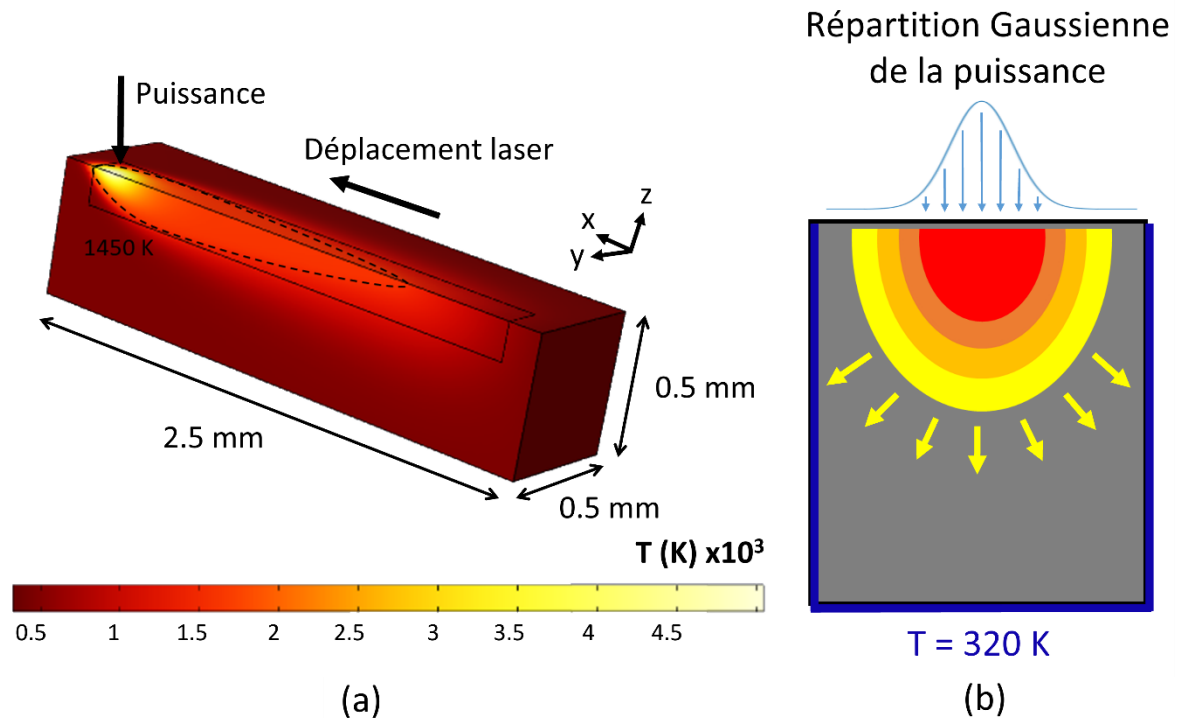 Répartition Gaussienne
de la puissance
Puissance
Déplacement laser
z
x
y
1450 K
0.5 mm
2.5 mm
0.5 mm
T (K) x10³
0.5 1 1.5 2 2.5 3 3.5 4 4.5
T = 320 K
(a)
(b)